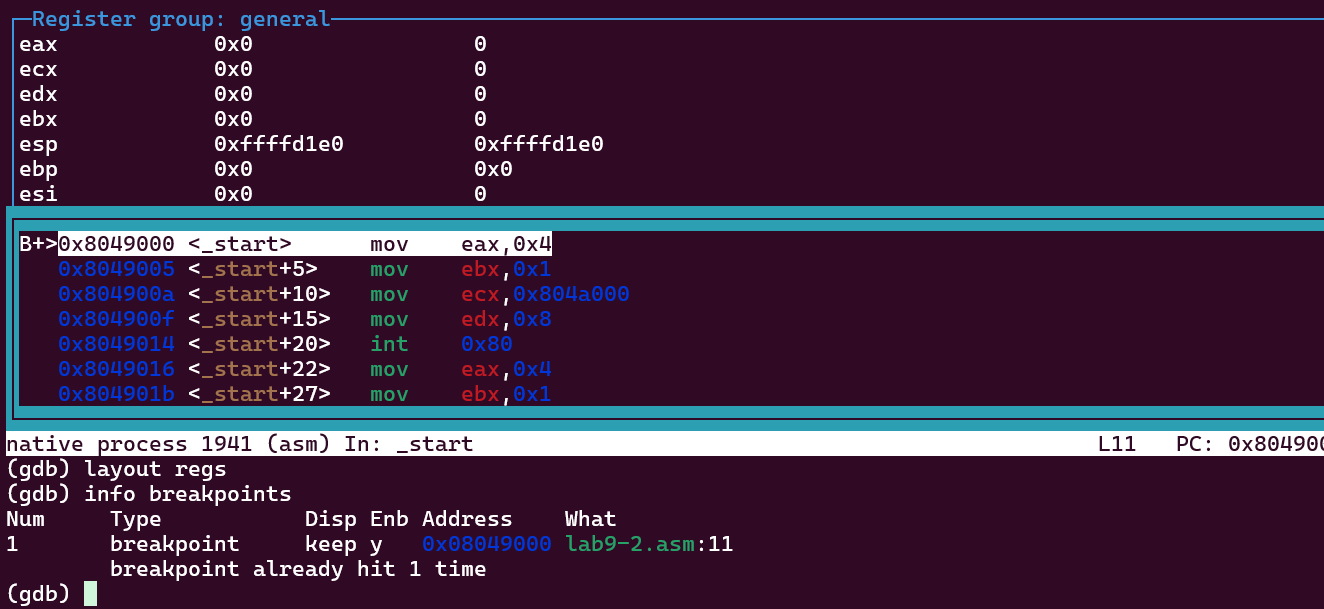 Register group: general
eax 0x0 0
ecx 0x0 0
edx 0x0 0
ebx 0x0 0
esp 0xffffd1e0 0xffffd1e0
ebp 0x0 0x0
esi 0x0 0
B+>0x8049000 <_start> mov eax,0x4
0x8049005 <_start+5> mov ebx,0x1
0x804900a <_start+10> mov ecx,0x804a000
0x804900f <_start+15> mov edx,0x8
0x8049014 <_start+20> int 0x80
0x8049016 <_start+22> mov eax,0x4
0x804901b <_start+27> mov ebx,0x1
native process 1941 (asm) In: _start L11 PC: 0x804900
(gdb) layout regs
(gdb) info breakpoints
Num Type Disp Enb Address What
1 breakpoint keep y 0x08049000 lab9-2.asm:11
breakpoint already hit 1 time
(gdb)